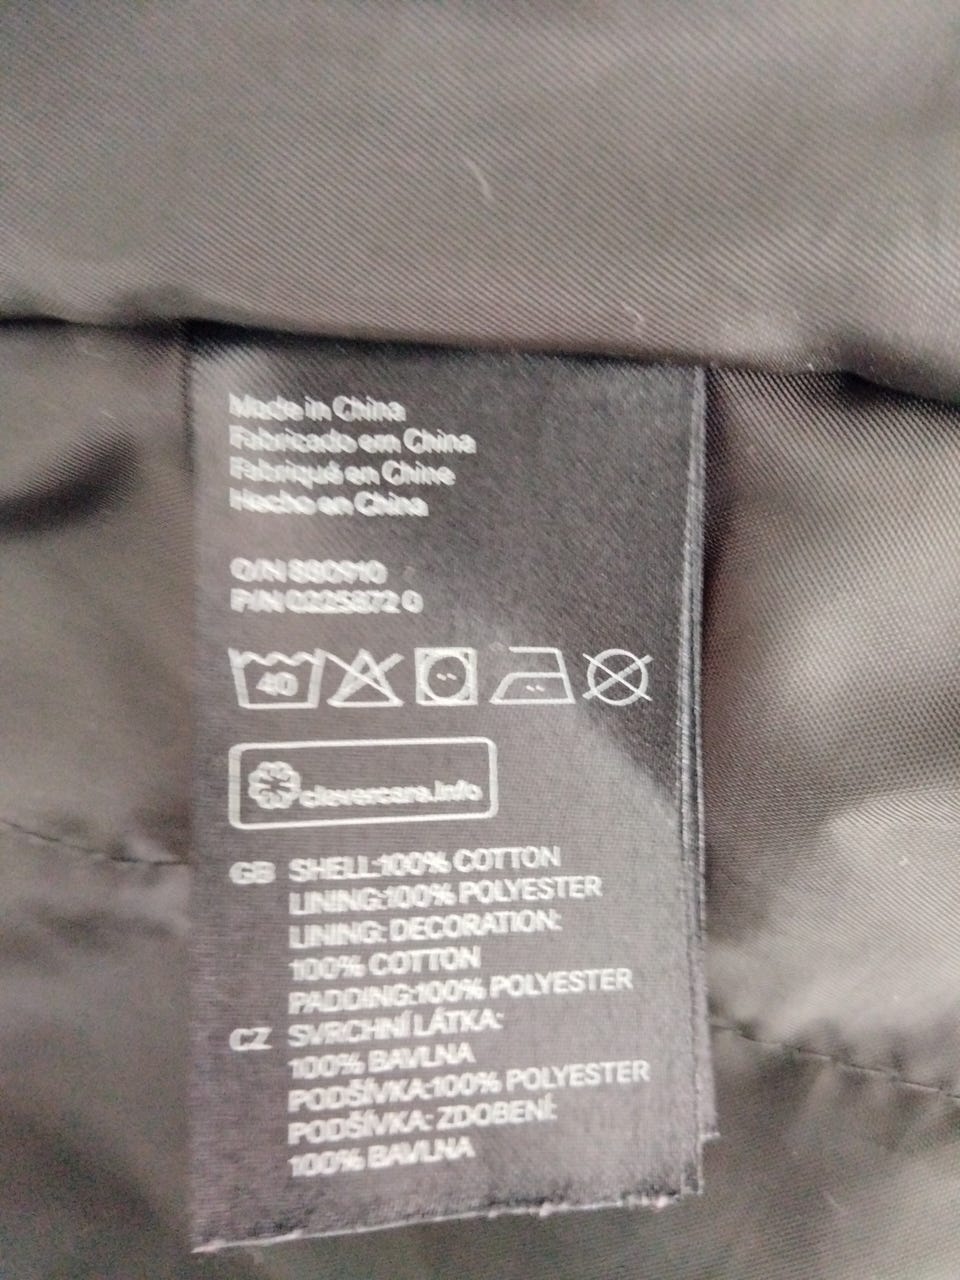 Made in China
Fabricado em China
Fabriqué en Chine
Hecho en China
O/N 890910
P/N 0225872 0
40
clevercare.info
GB SHELL:100% COTTON
LINING:100% POLYESTER
LINING: DECORATION:
100% COTTON
PADDING:100% POLYESTER
CZ SVRCHNÍ LÁTKA:
100% BAVLNA
PODŠÍVKA:100% POLYESTER
PODŠÍVKA: ZDOBENÍ:
100% BAVLNA